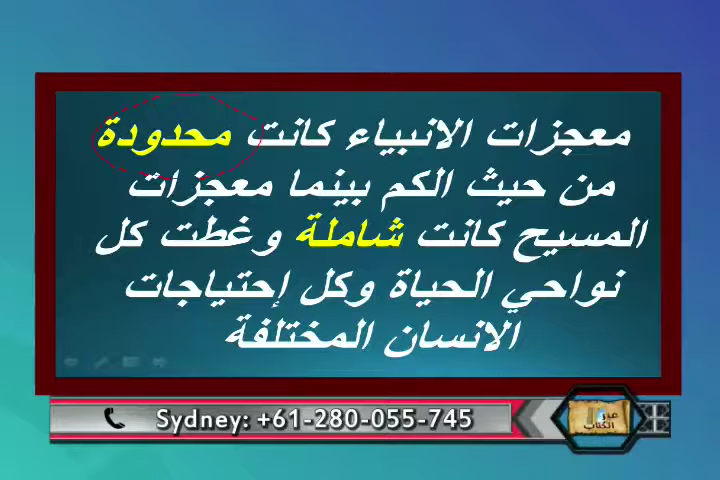 معجزات الانبياء كانت محدودة
من حيث الكم بينما معجزات
المسيح كانت شاملة وغطت كل
نواحي الحياة وكل إحتياجات
الانسان المختلفة
Sydney: +61-280-055-745
الكتاب